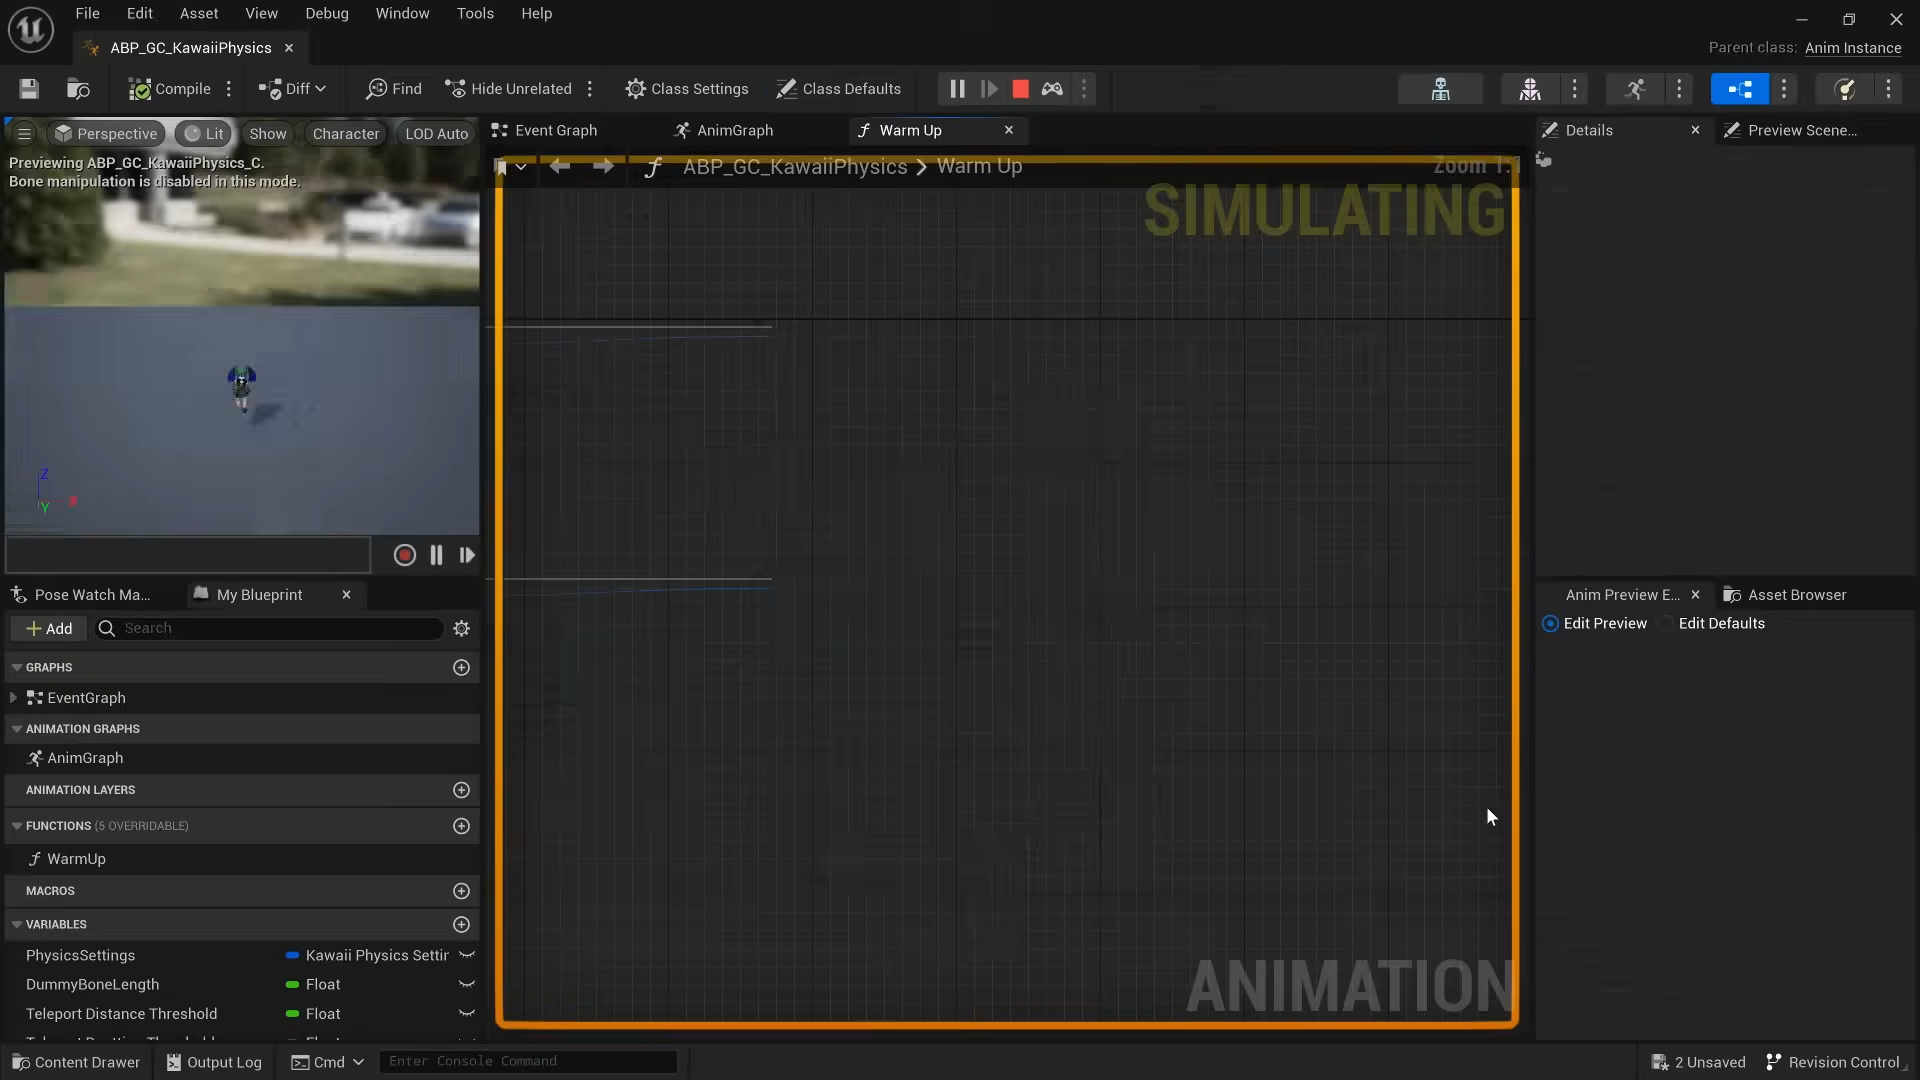 File Edit Asset View Debug Window Tools Help
ABP_GC_KawaiiPhysics
Parent class: Anim Instance
Compile Diff Find Hide Unrelated Class Settings Class Defaults
Perspective Lit Show Character LOD Auto
Previewing ABP_GC_KawaiiPhysics_C.
Bone manipulation is disabled in this mode.
Z
X
Y
Event Graph AnimGraph Warm Up
ABP_GC_KawaiiPhysics > Warm Up
Zoom 1:1
SIMULATING
ANIMATION
Details Preview Scene...
Pose Watch Ma... My Blueprint
Add Search
GRAPHS
EventGraph
ANIMATION GRAPHS
AnimGraph
ANIMATION LAYERS
FUNCTIONS (5 OVERRIDABLE)
WarmUp
MACROS
VARIABLES
PhysicsSettings Kawaii Physics Settir
DummyBoneLength Float
Teleport Distance Threshold Float
Anim Preview E... Asset Browser
Edit Preview Edit Defaults
Content Drawer Output Log Cmd Enter Console Command
2 Unsaved Revision Control